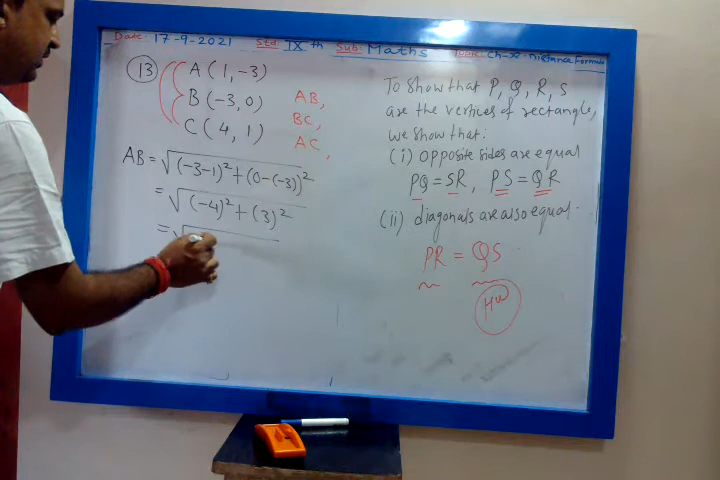 Date 17-9-2021 Std: IXth Sub: Maths Ch-x-Distance Formula
(13) A(1,-3)
B(-3,0)
C(4,1)
AB,
BC,
AC,
AB = √(-3-1)²+(0-(-3))²
= √(-4)²+(3)²
= √
To show that P, Q, R, S
are the vertices of rectangle,
we show that.
(i) opposite sides are equal
PQ = SR, PS = QR
(ii) diagonals are also equal.
PR = QS
HW